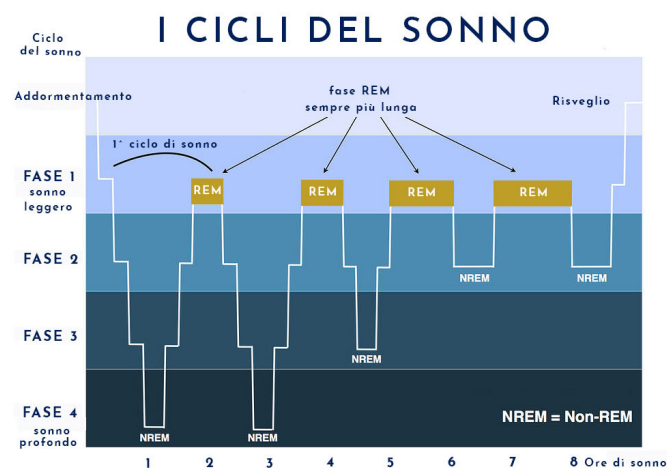 I CICLI DEL SONNO
Ciclo
del sonno
Addormentamento
fase REM
sempre più lunga
Risveglio
1° ciclo di sonno
FASE 1
sonno
leggero
REM
REM
REM
REM
FASE 2
NREM
NREM
FASE 3
NREM
FASE 4
sonno
profondo
NREM
NREM
NREM = Non-REM
1 2 3 4 5 6 7 8 Ore di sonno